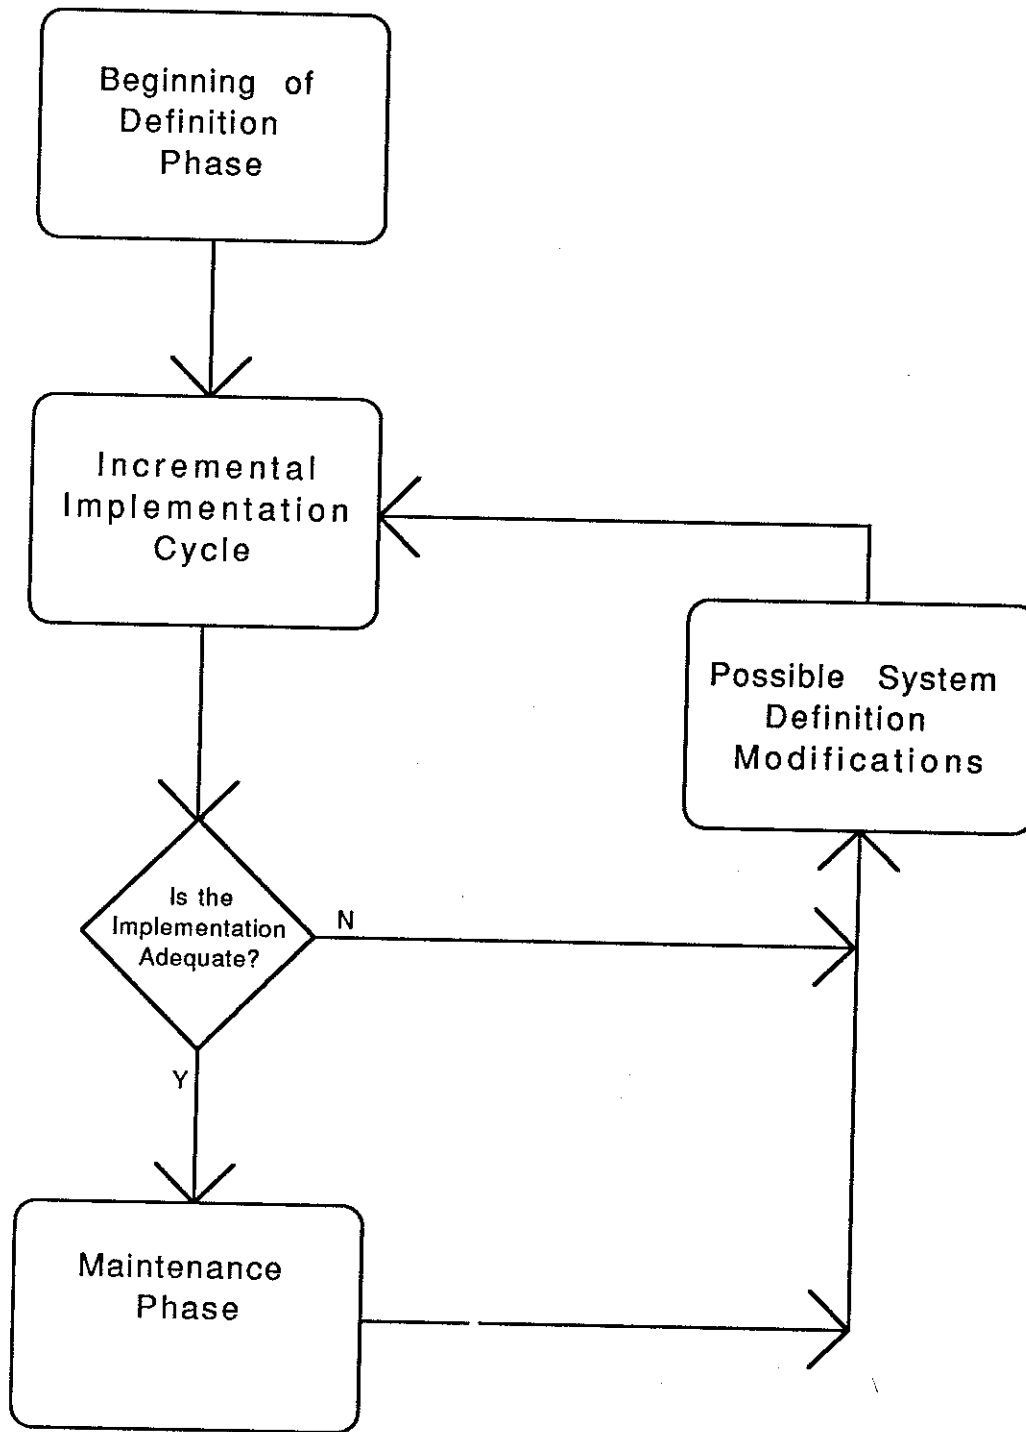 Beginning of
Definition
Phase
Incremental
Implementation
Cycle
Possible System
Definition
Modifications
Is the
Implementation
Adequate?
N
Y
Maintenance
Phase